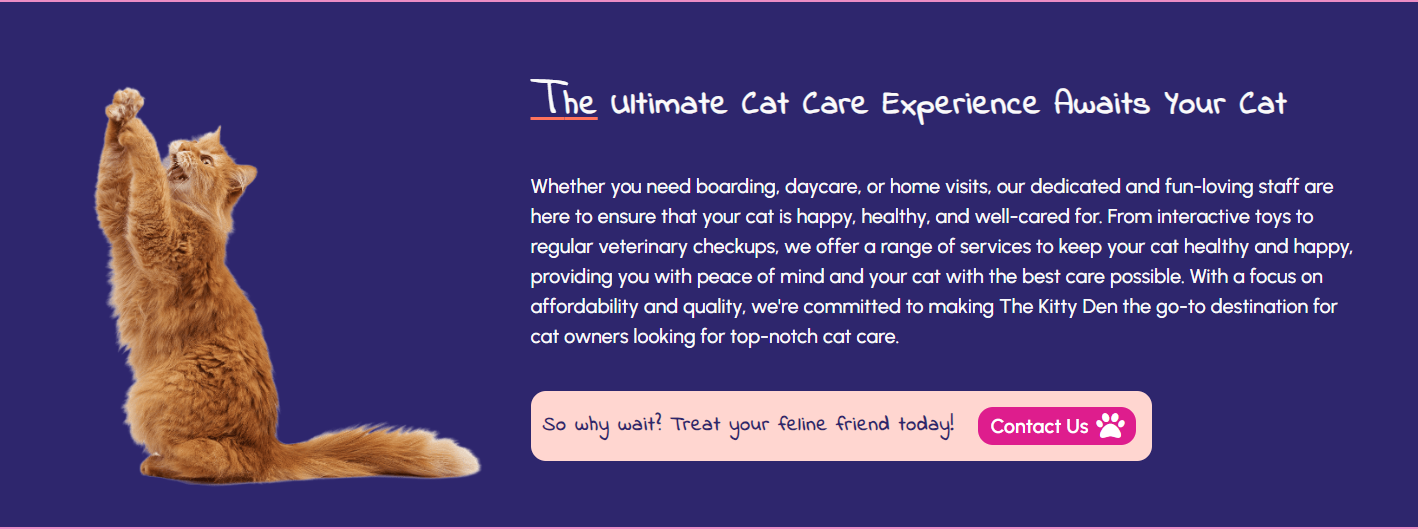 The Ultimate Cat Care Experience Awaits Your Cat
Whether you need boarding, daycare, or home visits, our dedicated and fun-loving staff are
here to ensure that your cat is happy, healthy, and well-cared for. From interactive toys to
regular veterinary checkups, we offer a range of services to keep your cat healthy and happy,
providing you with peace of mind and your cat with the best care possible. With a focus on
affordability and quality, we're committed to making The Kitty Den the go-to destination for
cat owners looking for top-notch cat care.
So why wait? Treat your feline friend today!
Contact Us